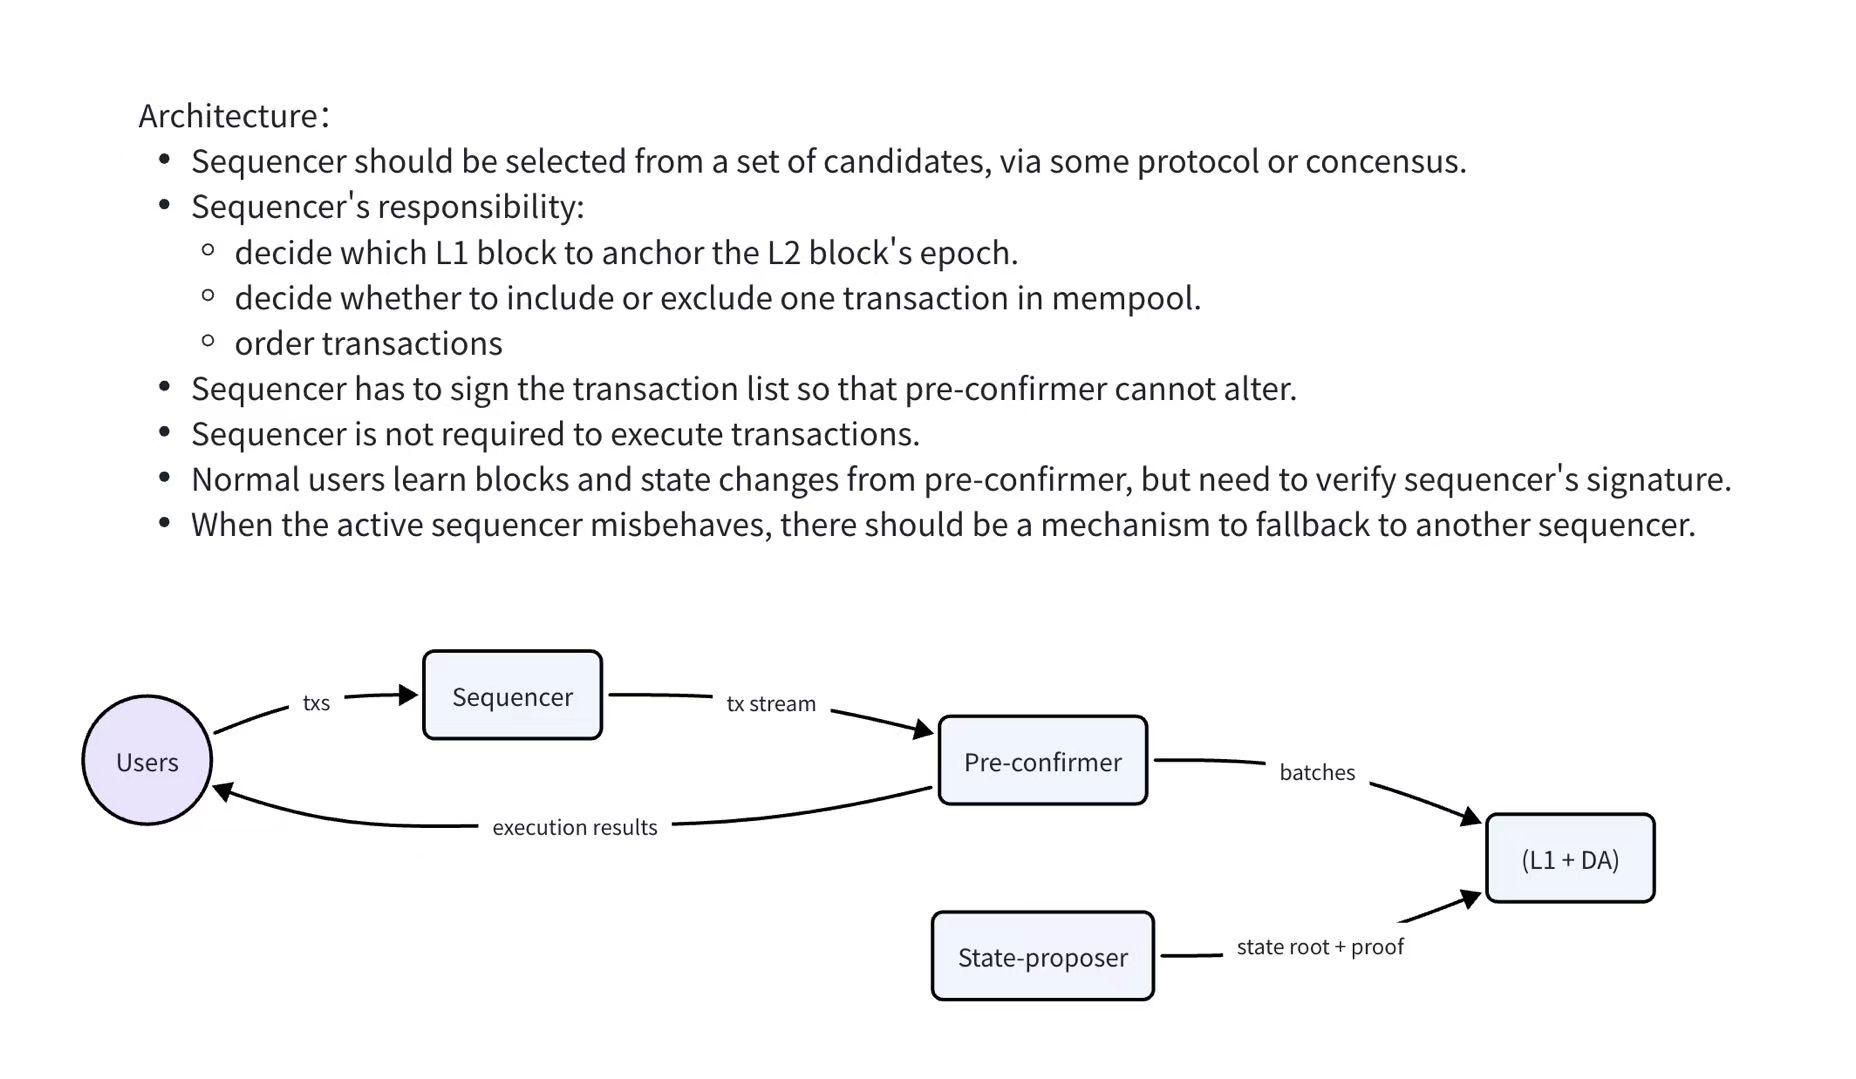 Architecture：
• Sequencer should be selected from a set of candidates, via some protocol or concensus.
• Sequencer's responsibility:
◦ decide which L1 block to anchor the L2 block's epoch.
◦ decide whether to include or exclude one transaction in mempool.
◦ order transactions
• Sequencer has to sign the transaction list so that pre-confirmer cannot alter.
• Sequencer is not required to execute transactions.
• Normal users learn blocks and state changes from pre-confirmer, but need to verify sequencer's signature.
• When the active sequencer misbehaves, there should be a mechanism to fallback to another sequencer.
Users
txs
Sequencer
tx stream
Pre-confirmer
execution results
batches
(L1 + DA)
State-proposer
state root + proof